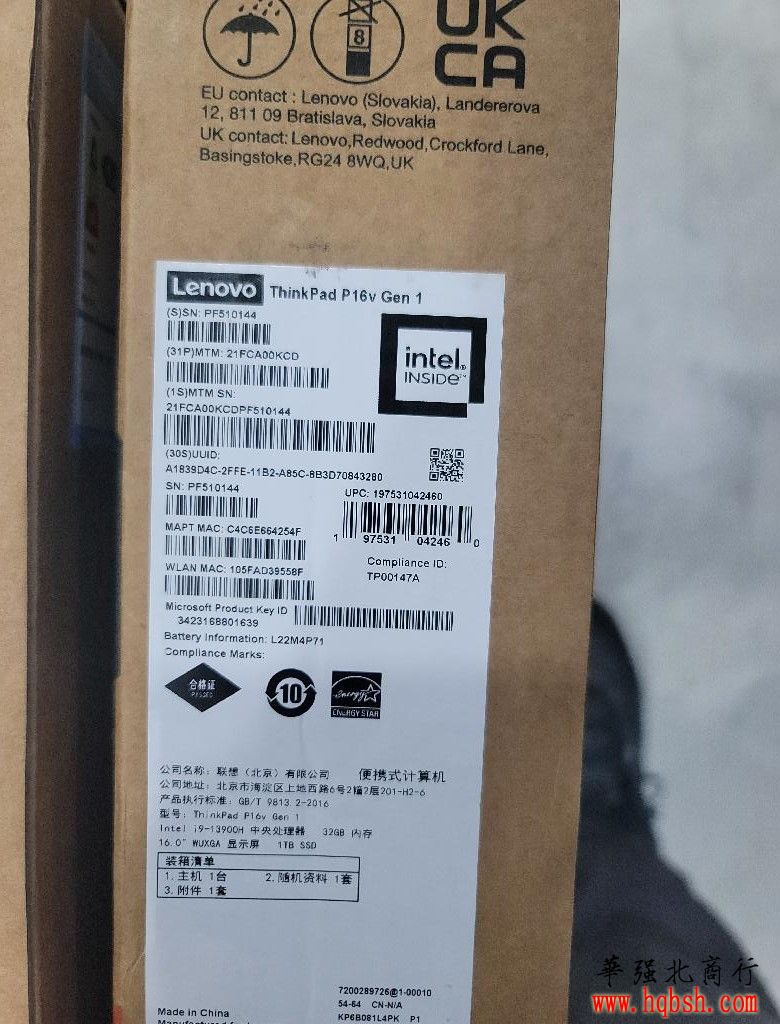 8
UK
CA
EU contact : Lenovo (Slovakia), Landererova
12, 811 09 Bratislava, Slovakia
UK contact: Lenovo,Redwood,Crockford Lane,
Basingstoke,RG24 8WQ,UK
Lenovo ThinkPad P16v Gen 1
(S)SN: PF510144
(31P)MTM: 21FCA00KCD
intel.
INSIDE™
(1S)MTM SN:
21FCA00KCDPF510144
(30S)UUID:
A1839D4C-2FFE-11B2-A85C-8B3D70843280
SN: PF510144
UPC: 197531042460
1 97531 04246 0
MAPT MAC: C4C6E664254F
Compliance ID:
TP00147A
WLAN MAC: 105FAD39558F
Microsoft Product Key ID
3423168801639
Battery Information: L22M4P71
Compliance Marks:
合格证
PASSED
10
energy
ENERGY STAR
公司名称: 联想 (北京) 有限公司 便携式计算机
公司地址: 北京市海淀区上地西路6号2幢2层201-H2-6
产品执行标准: GB/T 9813.2-2016
型号: ThinkPad P16v Gen 1
Intel i9-13900H 中央处理器 32GB 内存
16.0" WUXGA 显示屏 1TB SSD
装箱清单
1. 主机 1台 2. 随机资料 1套
3. 附件 1套
7200289726@1-00010
54-64 CN-N/A
KP6B081L4PK P1
Made in China
華强北商行
www.hqbsh.com